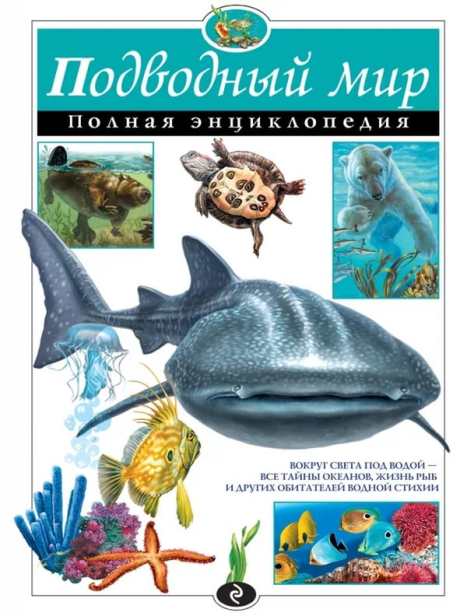 Подводный мир
Полная энциклопедия
ВОКРУГ СВЕТА ПОД ВОДОЙ —
ВСЕ ТАЙНЫ ОКЕАНОВ, ЖИЗНЬ РЫБ
И ДРУГИХ ОБИТАТЕЛЕЙ ВОДНОЙ СТИХИИ